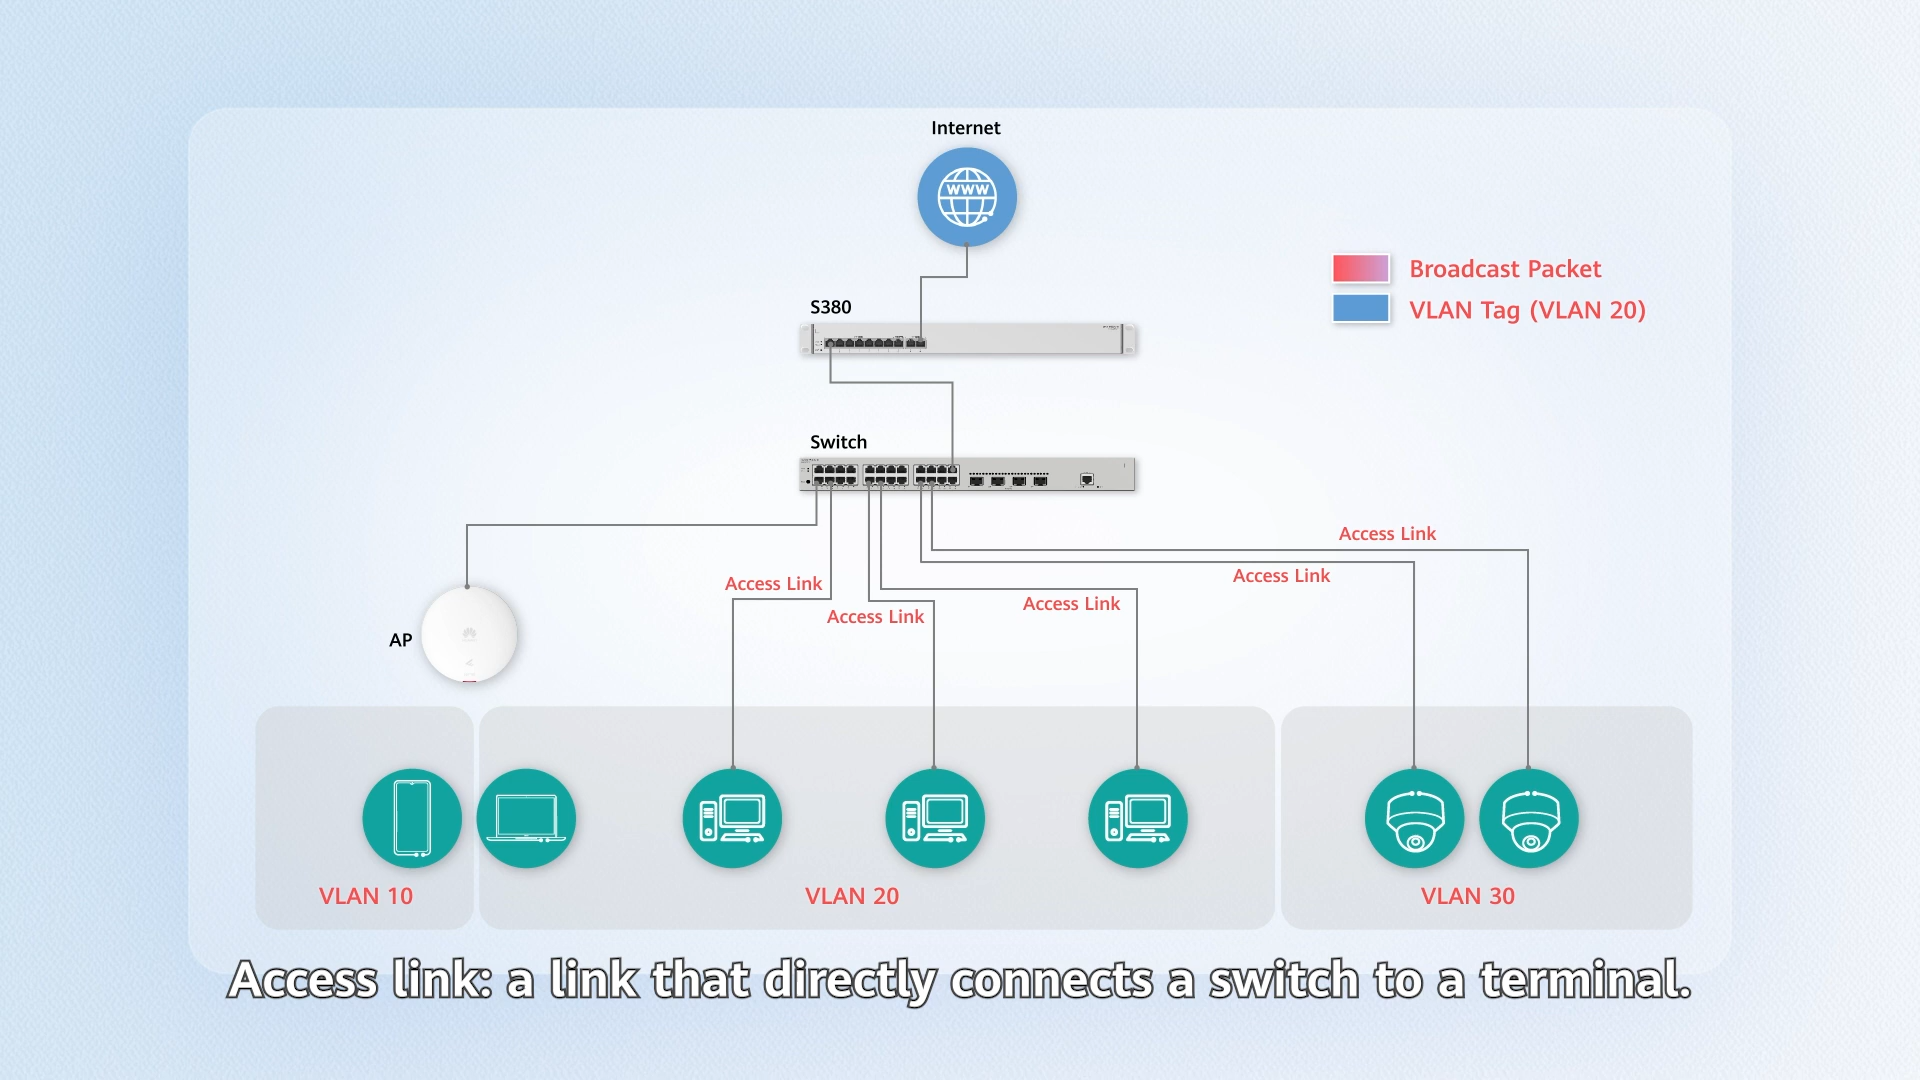 Internet
WWW
Broadcast Packet
VLAN Tag (VLAN 20)
S380
Switch
Access Link
Access Link
Access Link
Access Link
Access Link
AP
VLAN 10
VLAN 20
VLAN 30
Access link: a link that directly connects a switch to a terminal.